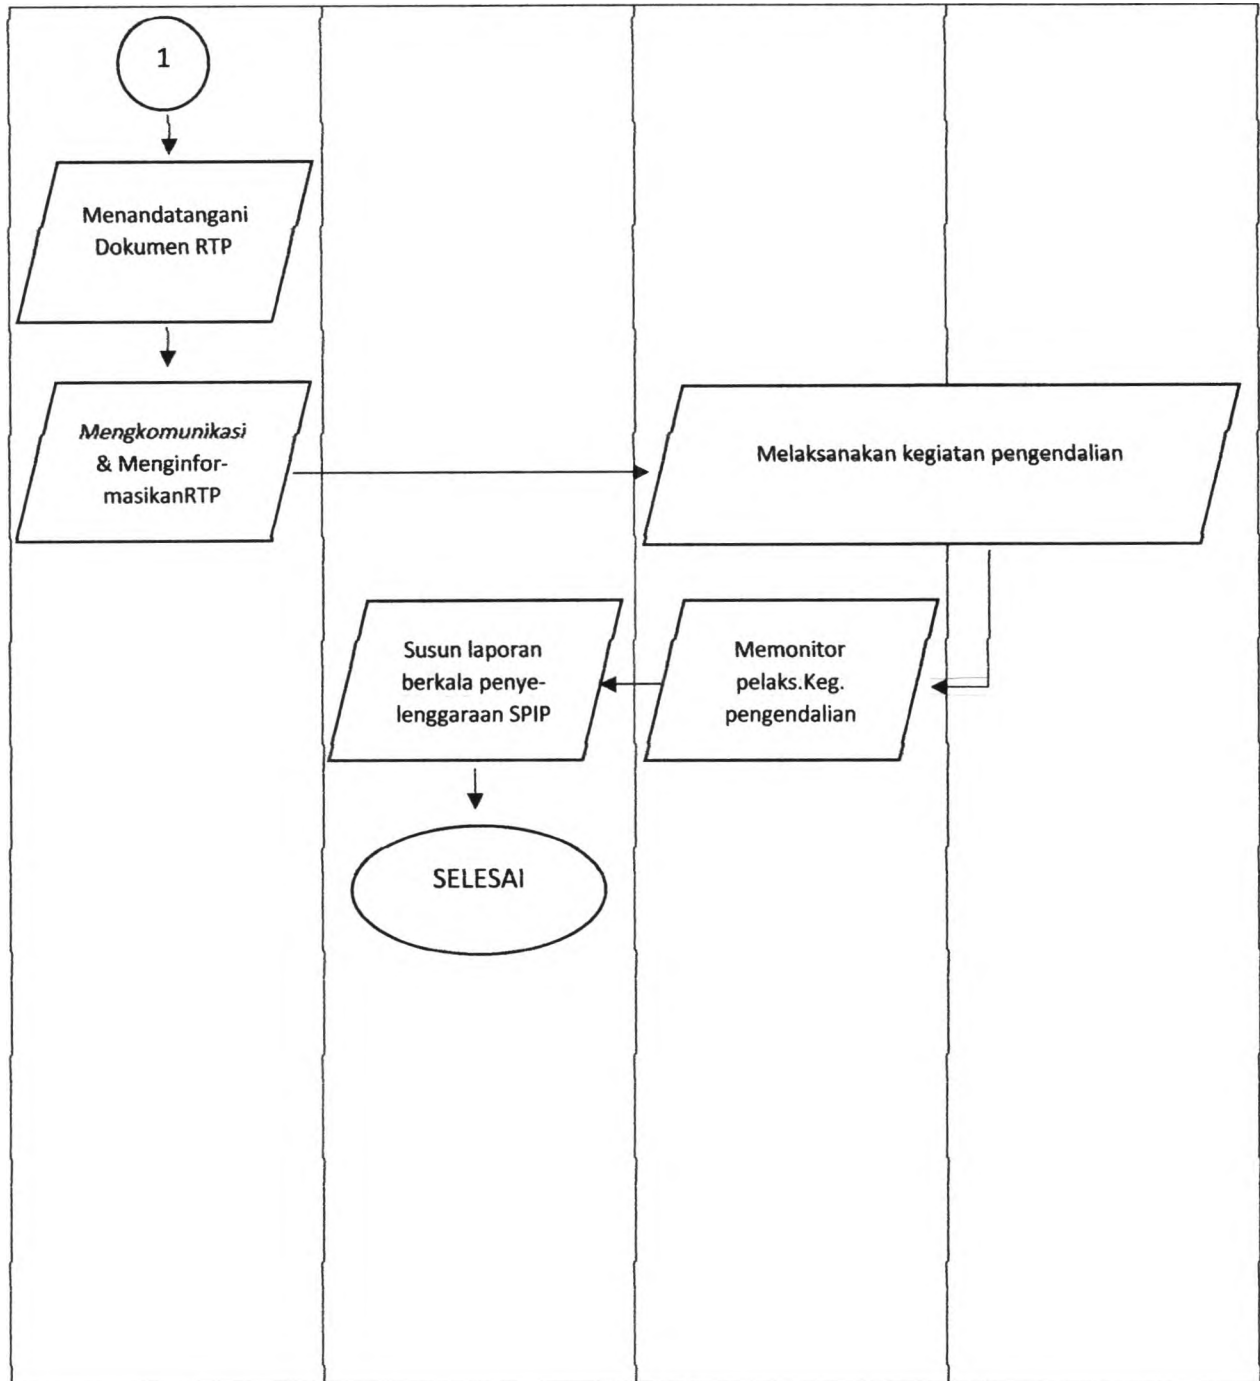 1
Menandatangani
Dokumen RTP
Mengkomunikasi
& Menginfor-
masikanRTP
Melaksanakan kegiatan pengendalian
Susun laporan
berkala penye-
lenggaraan SPIP
Memonitor
pelaks.Keg.
pengendalian
SELESAI